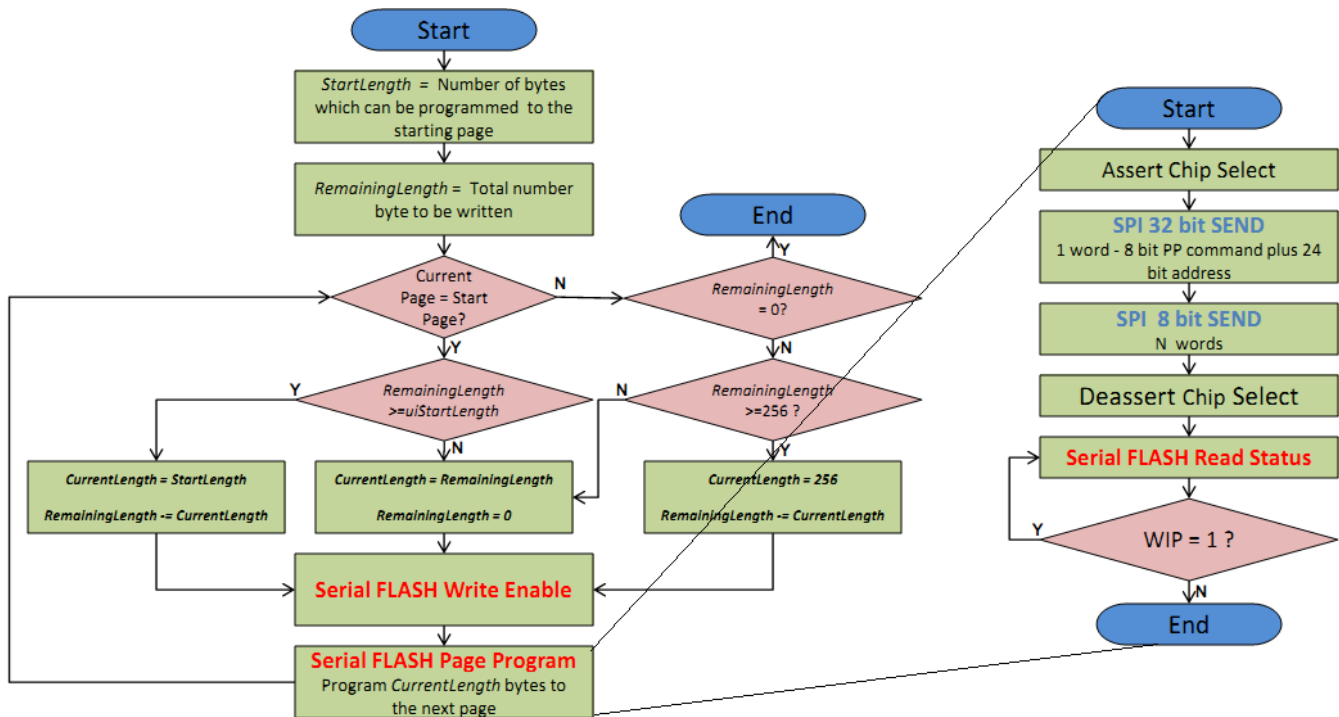 Start
StartLength = Number of bytes
which can be programmed to the
starting page
RemainingLength = Total number
byte to be written
Current
Page = Start
Page?
N
Y
End
Y
RemainingLength
= 0?
N
Y
RemainingLength
>=uiStartLength
N
N
RemainingLength
>=256 ?
Y
CurrentLength = StartLength
RemainingLength -= CurrentLength
CurrentLength = RemainingLength
RemainingLength = 0
CurrentLength = 256
RemainingLength -= CurrentLength
Serial FLASH Write Enable
Serial FLASH Page Program
Program CurrentLength bytes to
the next page
Start
Assert Chip Select
SPI 32 bit SEND
1 word - 8 bit PP command plus 24
bit address
SPI 8 bit SEND
N words
Deassert Chip Select
Serial FLASH Read Status
Y
WIP = 1 ?
N
End